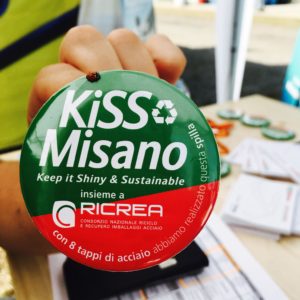 KiSS
Misano
Keep it Shiny & Sustainable
insieme a
RICREA
CONSORZIO NAZIONALE RICICLO
E RECUPERO IMBALLAGGI ACCIAIO
con 8 tappi di acciaio abbiamo realizzato questa spilla